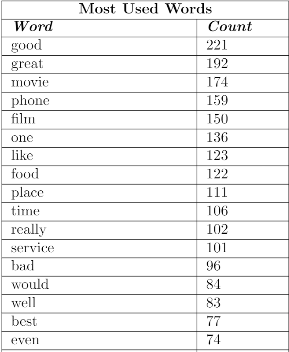 Most Used Words
Word Count
good 221
great 192
movie 174
phone 159
film 150
one 136
like 123
food 122
place 111
time 106
really 102
service 101
bad 96
would 84
well 83
best 77
even 74